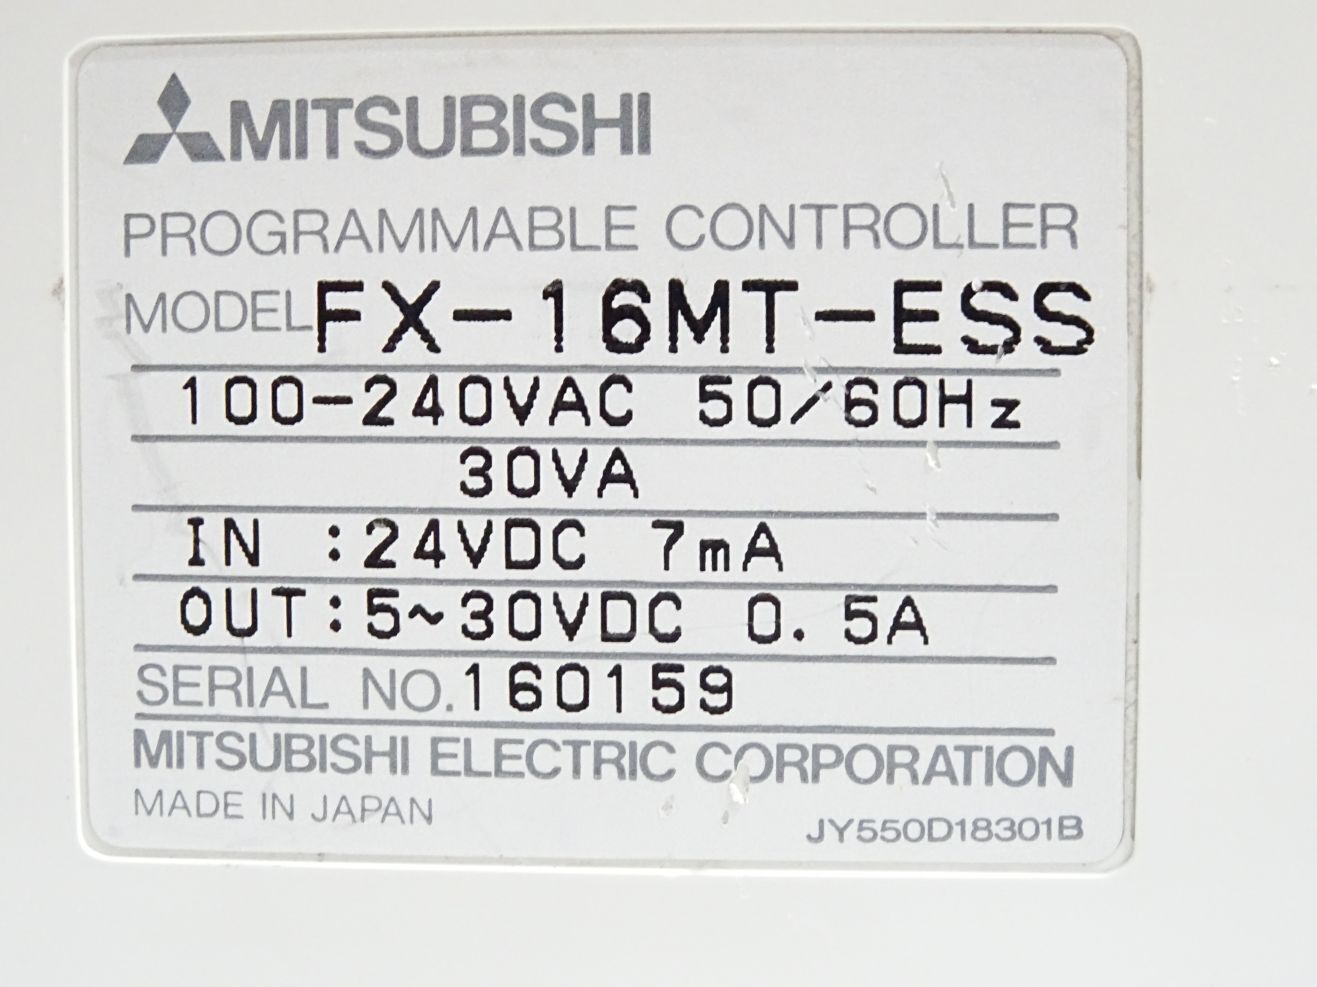 MITSUBISHI
PROGRAMMABLE CONTROLLER
MODEL FX-16MT-ESS
100-240VAC 50/60Hz
30VA
IN :24VDC 7mA
OUT:5~30VDC 0.5A
SERIAL NO.160159
MITSUBISHI ELECTRIC CORPORATION
MADE IN JAPAN
JY550D18301B